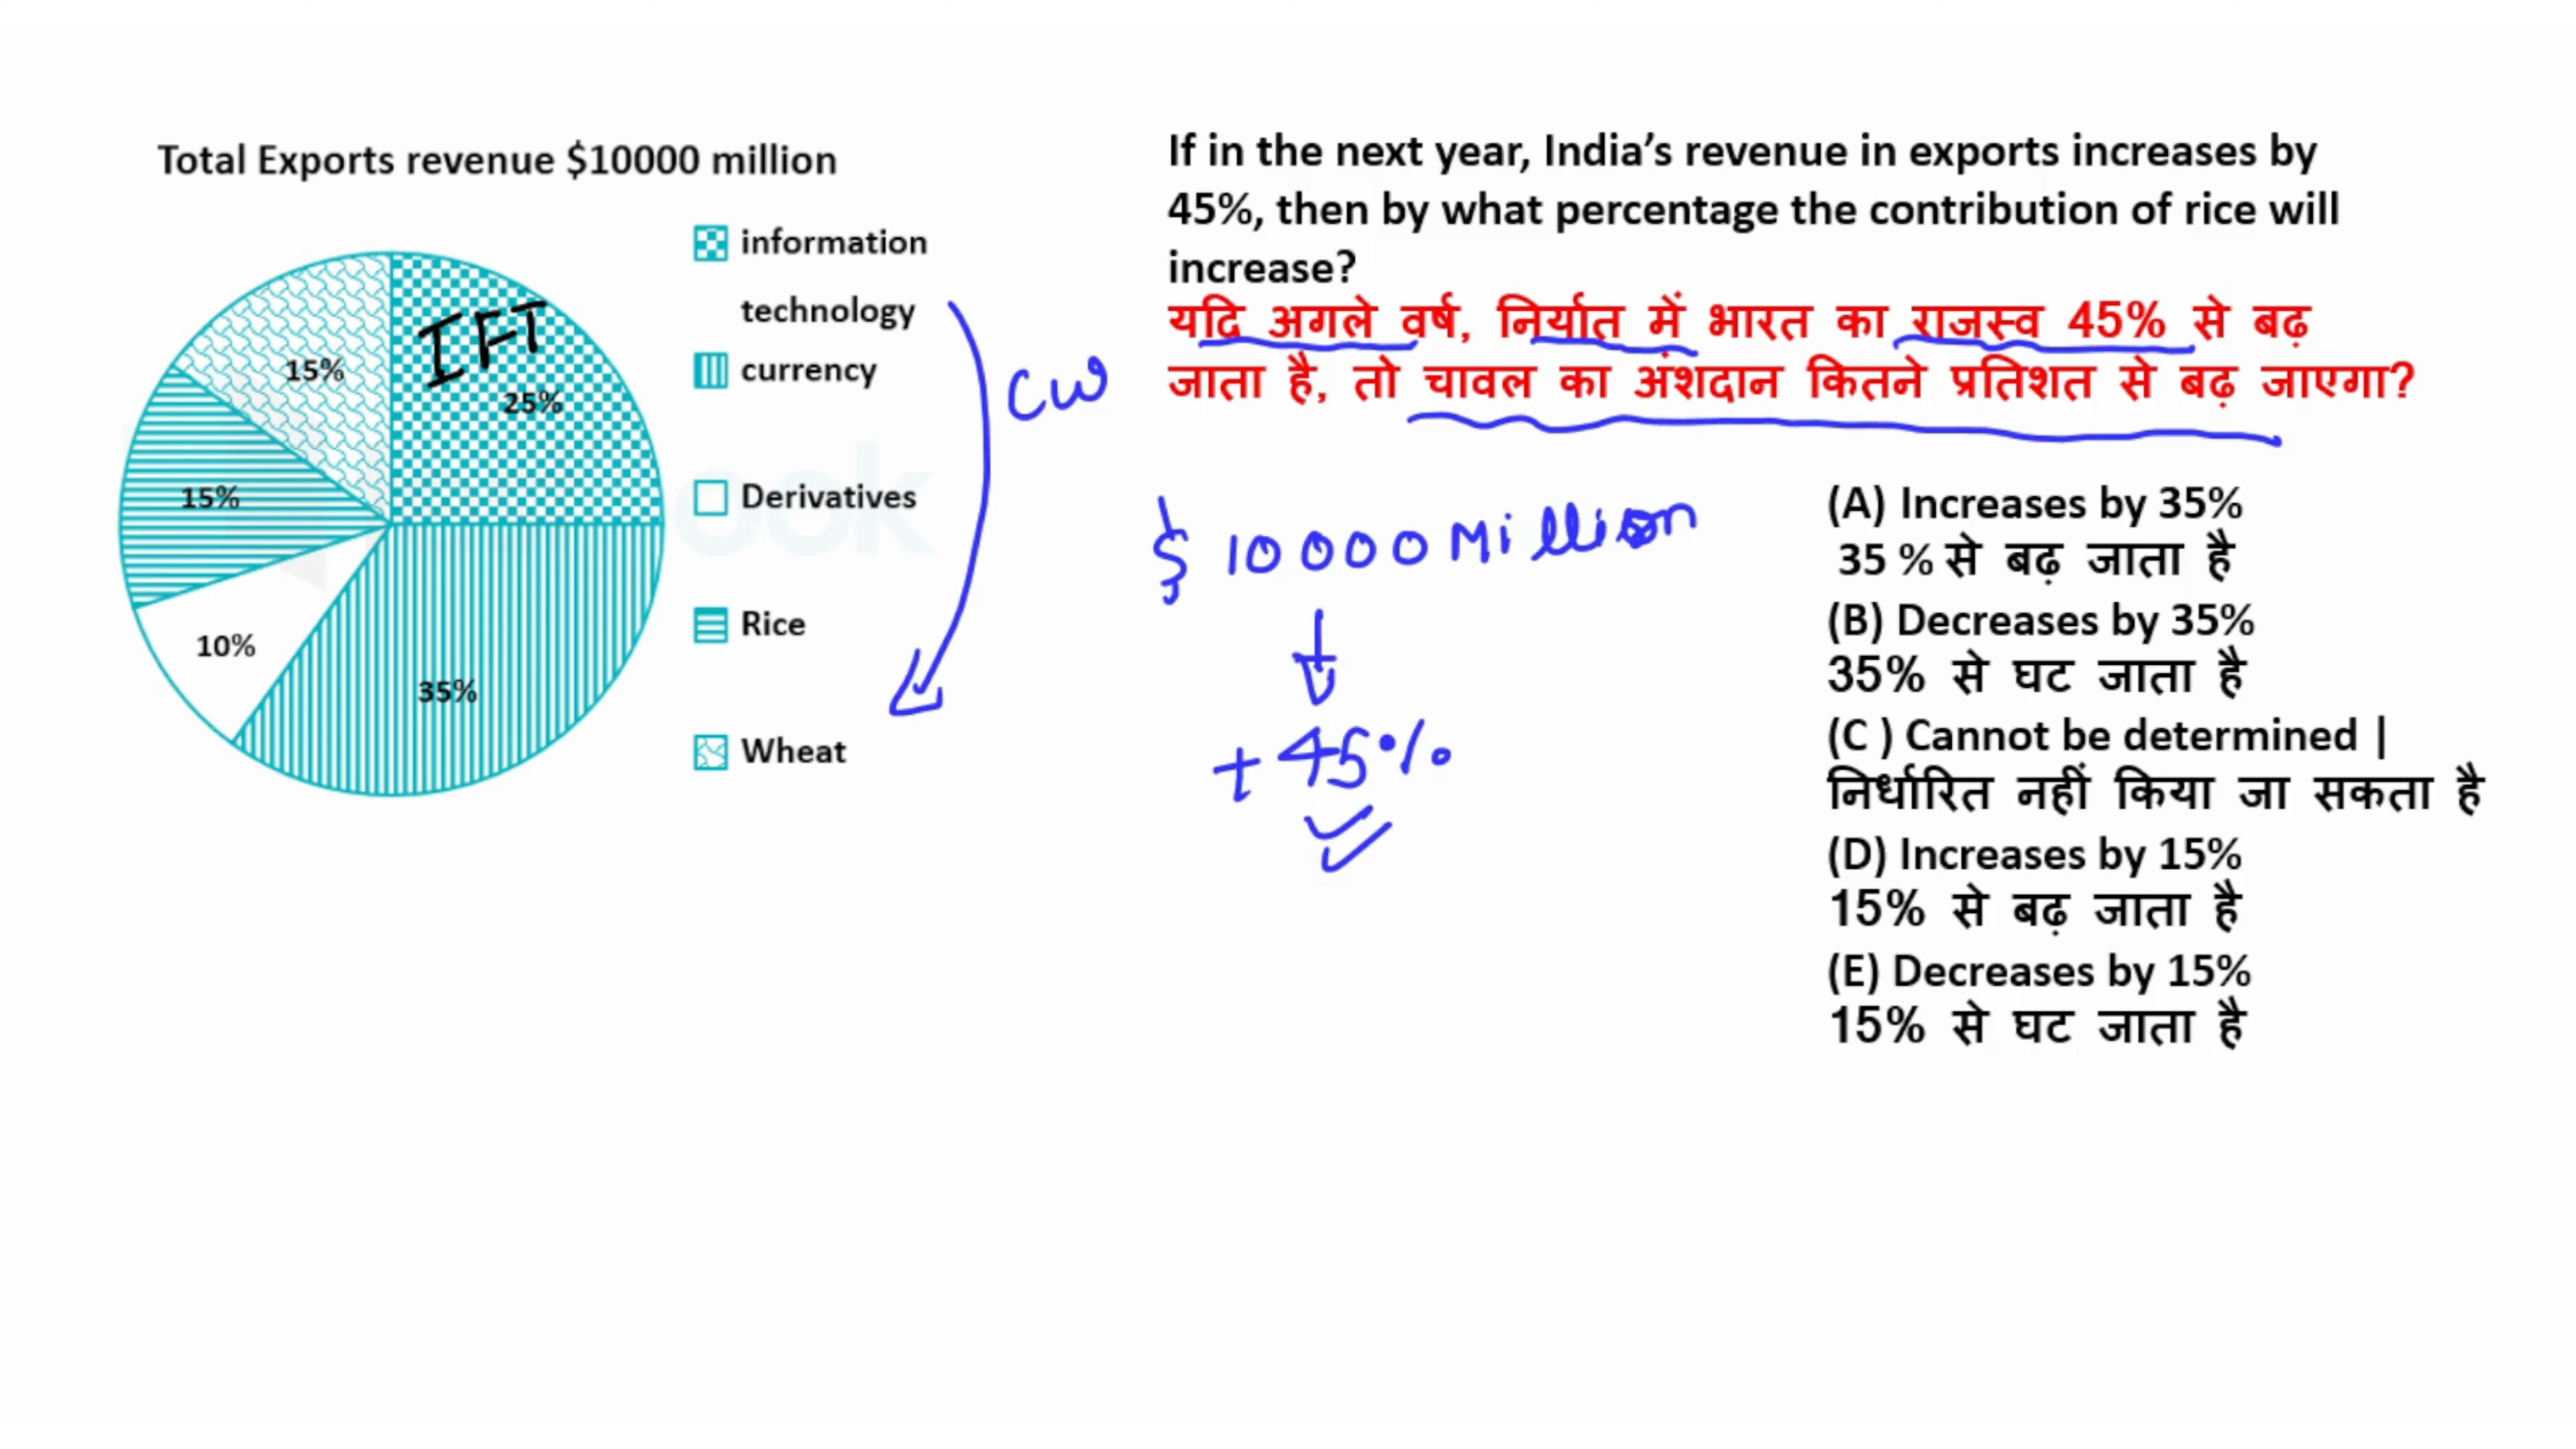 Total Exports revenue $10000 million
information
technology
currency
Derivatives
Rice
Wheat
IFT
25%
15%
15%
10%
35%
CW
If in the next year, India’s revenue in exports increases by
45%, then by what percentage the contribution of rice will
increase?
यदि अगले वर्ष, निर्यात में भारत का राजस्व 45% से बढ़
जाता है, तो चावल का अंशदान कितने प्रतिशत से बढ़ जाएगा?
$ 10000 Million
+ 45%
(A) Increases by 35%
35 % से बढ़ जाता है
(B) Decreases by 35%
35% से घट जाता है
(C ) Cannot be determined |
निर्धारित नहीं किया जा सकता है
(D) Increases by 15%
15% से बढ़ जाता है
(E) Decreases by 15%
15% से घट जाता है